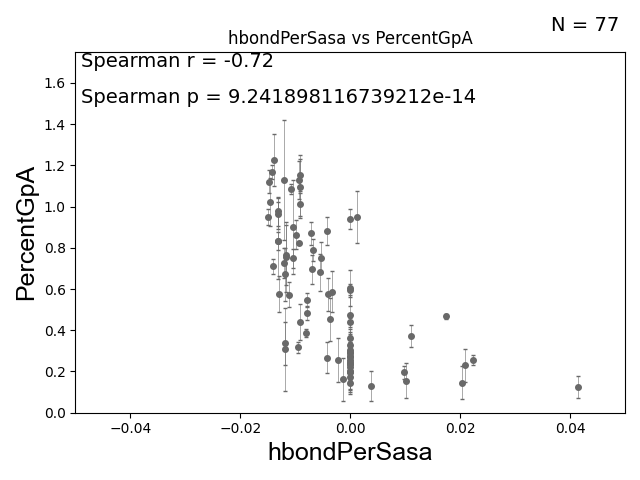 N = 77
hbondPerSasa vs PercentGpA
Spearman r = -0.72
Spearman p = 9.241898116739212e-14
1.6
1.4
1.2
1.0
0.8
0.6
0.4
0.2
0.0
PercentGpA
−0.04 −0.02 0.00 0.02 0.04
hbondPerSasa